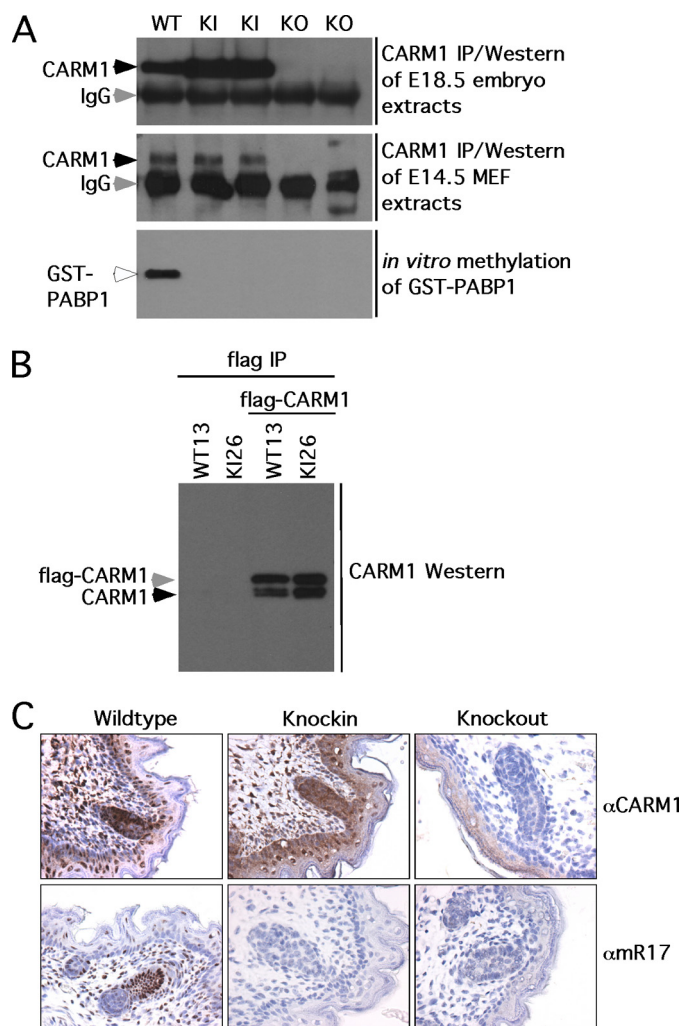 A
WT KI KI KO KO
CARM1
IgG
CARM1 IP/Western
of E18.5 embryo
extracts
CARM1
IgG
CARM1 IP/Western
of E14.5 MEF
extracts
GST-
PABP1
in vitro methylation
of GST-PABP1
B
flag IP
flag-CARM1
WT13 KI26 WT13 KI26
flag-CARM1
CARM1
CARM1 Western
C
Wildtype Knockin Knockout
αCARM1
αmR17